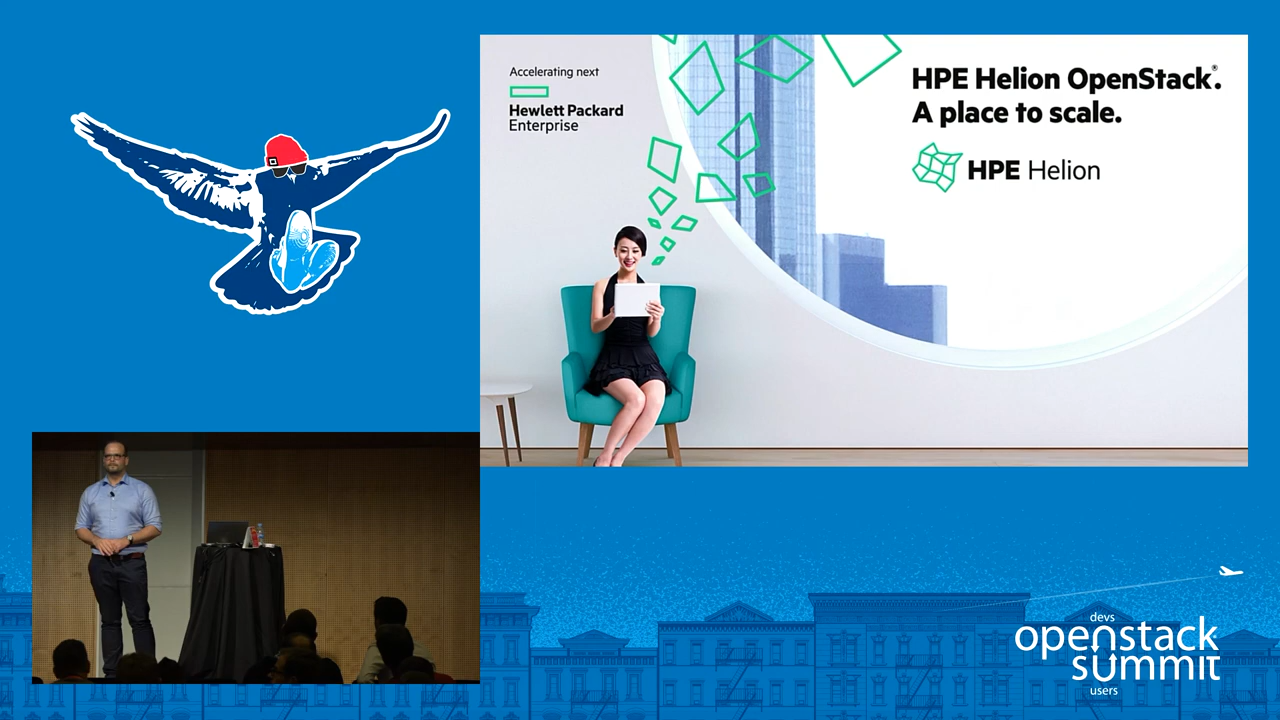 Accelerating next
Hewlett Packard
Enterprise
HPE Helion OpenStack®.
A place to scale.
HPE Helion
devs
openstack
summit
users